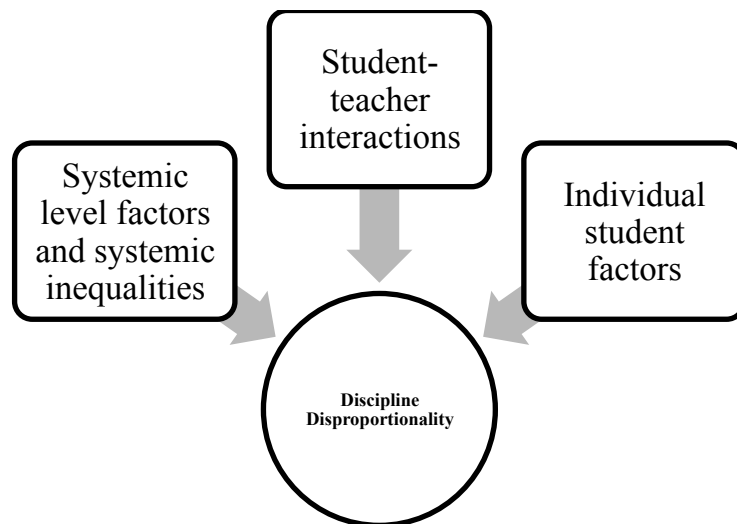 Student-
teacher
interactions
Systemic
level factors
and systemic
inequalities
Individual
student
factors
Discipline
Disproportionality